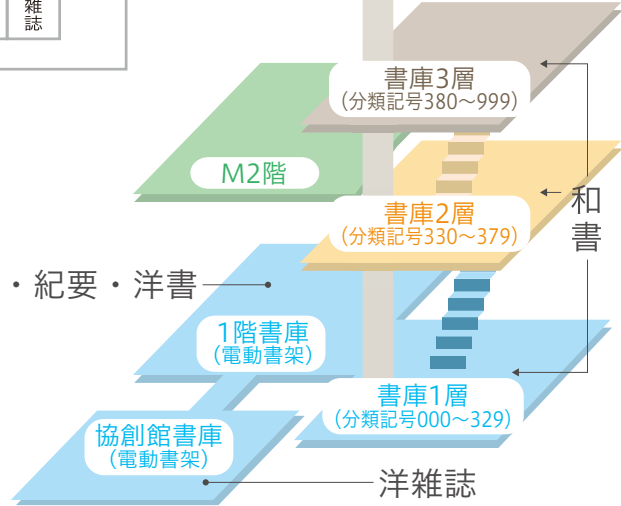 雑誌
書庫3層
(分類記号380〜999)
M2階
書庫2層
(分類記号330〜379)
和書
・紀要・洋書
1階書庫
(電動書架)
書庫1層
(分類記号000〜329)
協創館書庫
(電動書架)
洋雑誌